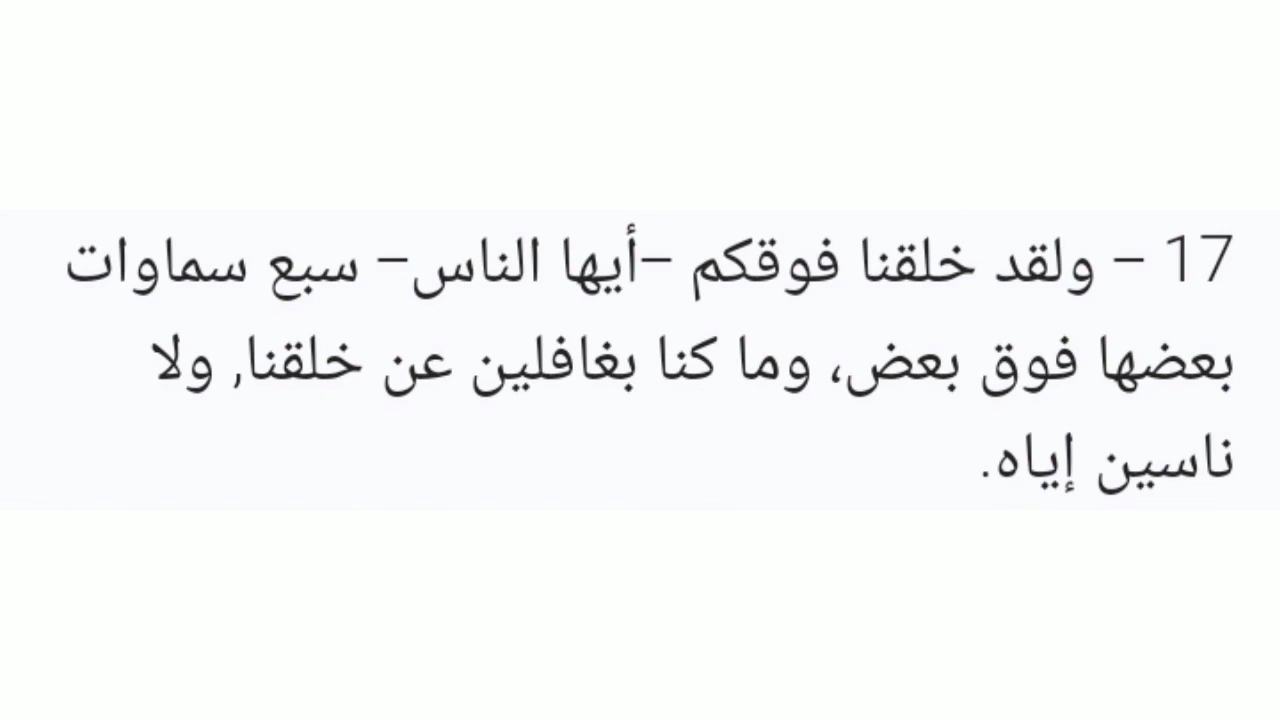 17 – ولقد خلقنا فوقكم –أيها الناس– سبع سماوات
بعضها فوق بعض، وما كنا بغافلين عن خلقنا, ولا
ناسين إياه.